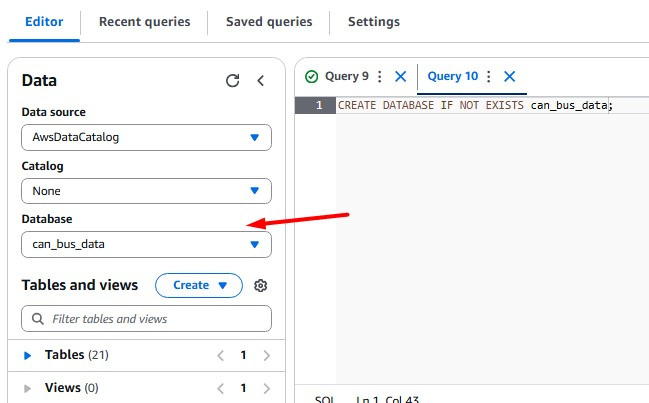 Editor Recent queries Saved queries Settings
Data
Data source
AwsDataCatalog
Catalog
None
Database
can_bus_data
Tables and views Create
Filter tables and views
Tables (21) 1
Views (0) 1
Query 9 Query 10
1 CREATE DATABASE IF NOT EXISTS can_bus_data;
SQL Ln 1, Col 43